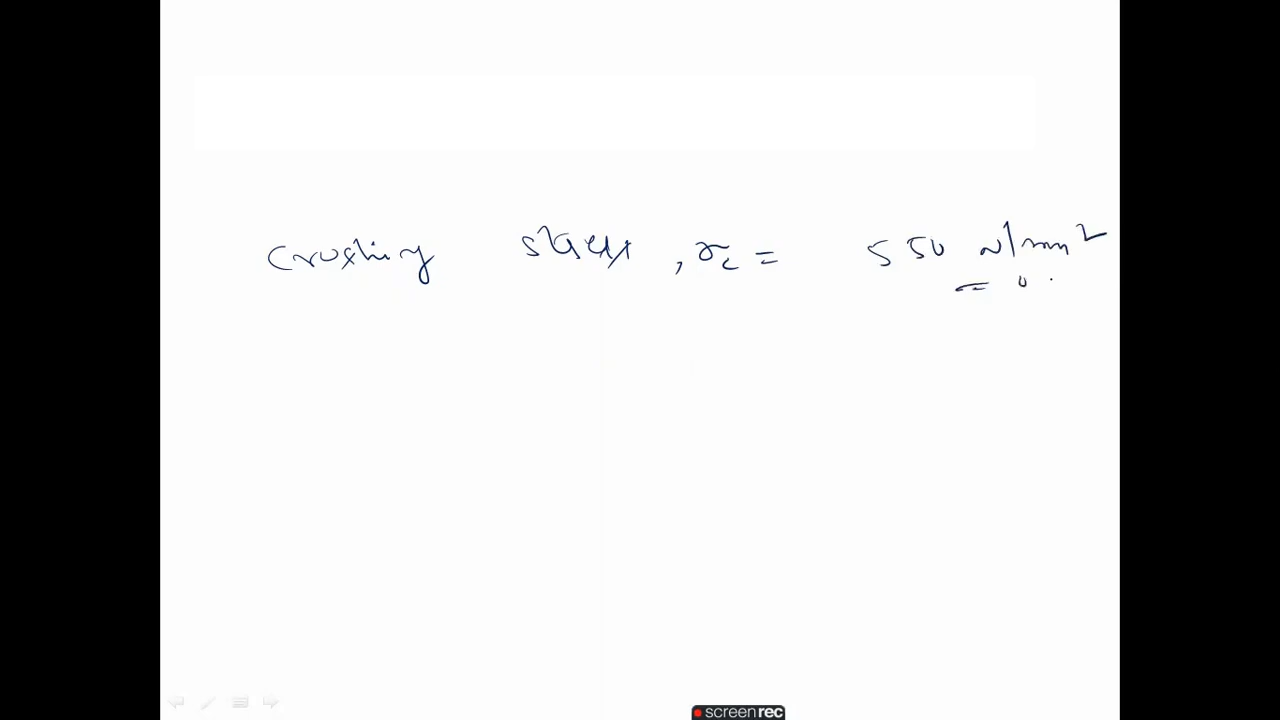 Crushing stress , σc = 550 N/mm²
screenrec